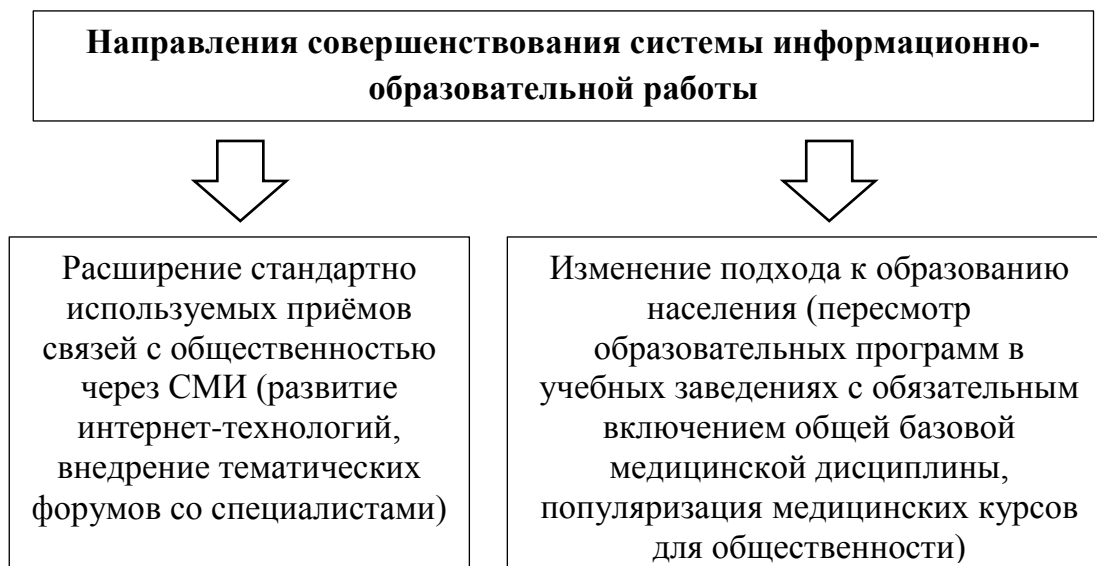 Направления совершенствования системы информационно-
образовательной работы
Расширение стандартно
используемых приёмов
связей с общественностью
через СМИ (развитие
интернет-технологий,
внедрение тематических
форумов со специалистами)
Изменение подхода к образованию
населения (пересмотр
образовательных программ в
учебных заведениях с обязательным
включением общей базовой
медицинской дисциплины,
популяризация медицинских курсов
для общественности)